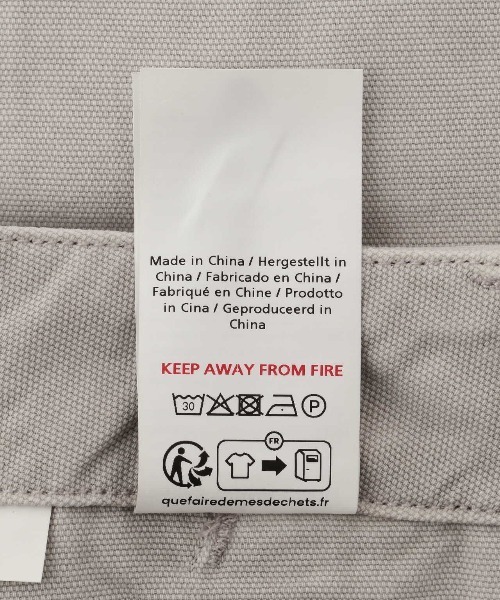 Made in China / Hergestellt in
China / Fabricado en China /
Fabriqué en Chine / Prodotto
in Cina / Geproduceerd in
China
KEEP AWAY FROM FIRE
30
P
FR
quefairedemesdechets.fr